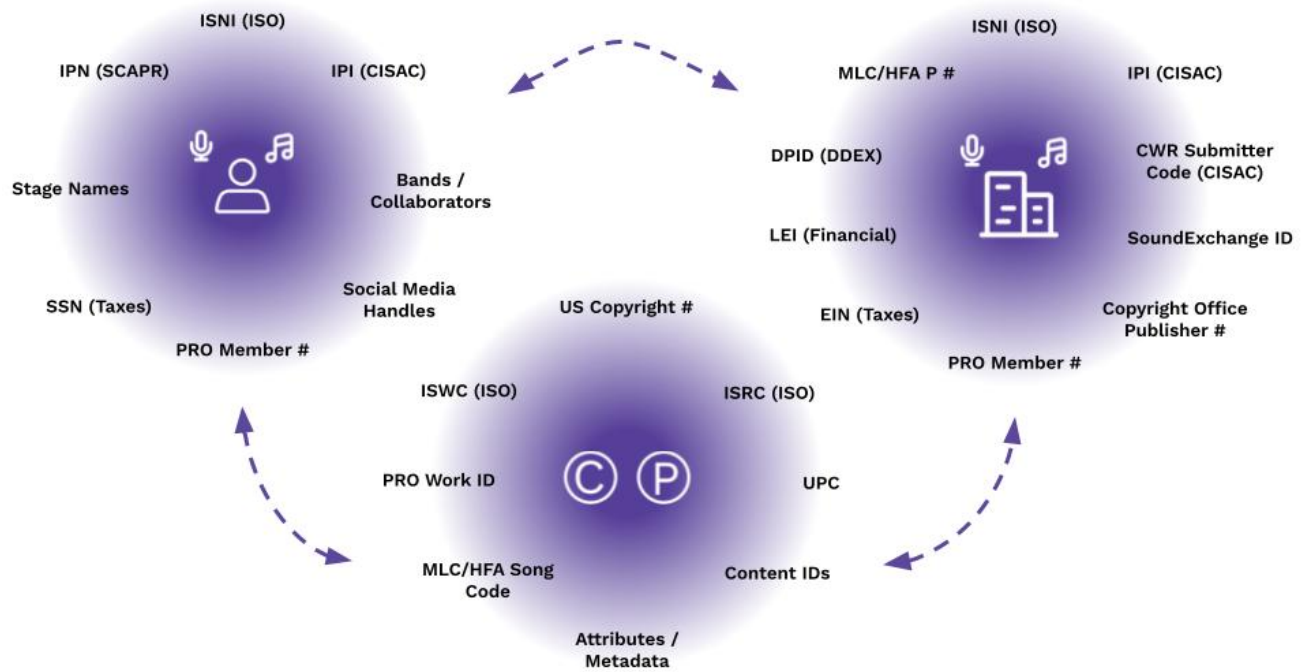 ISNI (ISO)
IPN (SCAPR)
IPI (CISAC)
Stage Names
Bands /
Collaborators
SSN (Taxes)
Social Media
Handles
PRO Member #
ISNI (ISO)
MLC/HFA P #
IPI (CISAC)
DPID (DDEX)
CWR Submitter
Code (CISAC)
LEI (Financial)
SoundExchange ID
EIN (Taxes)
Copyright Office
Publisher #
PRO Member #
US Copyright #
ISWC (ISO)
ISRC (ISO)
PRO Work ID
© Ⓟ
UPC
MLC/HFA Song
Code
Content IDs
Attributes /
Metadata